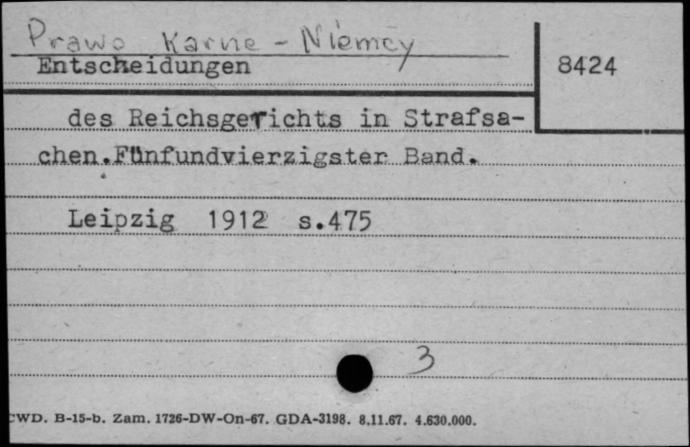 Prawo Karne - Niemcy
Entscheidungen
8424
des Reichsgerichts in Strafsa-
chen.Fünfundvierzigster Band.
Leipzig 1912 s.475
3
CWD. B-15-b. Zam. 1726-DW-On-67. GDA-3198. 8.11.67. 4.630.000.